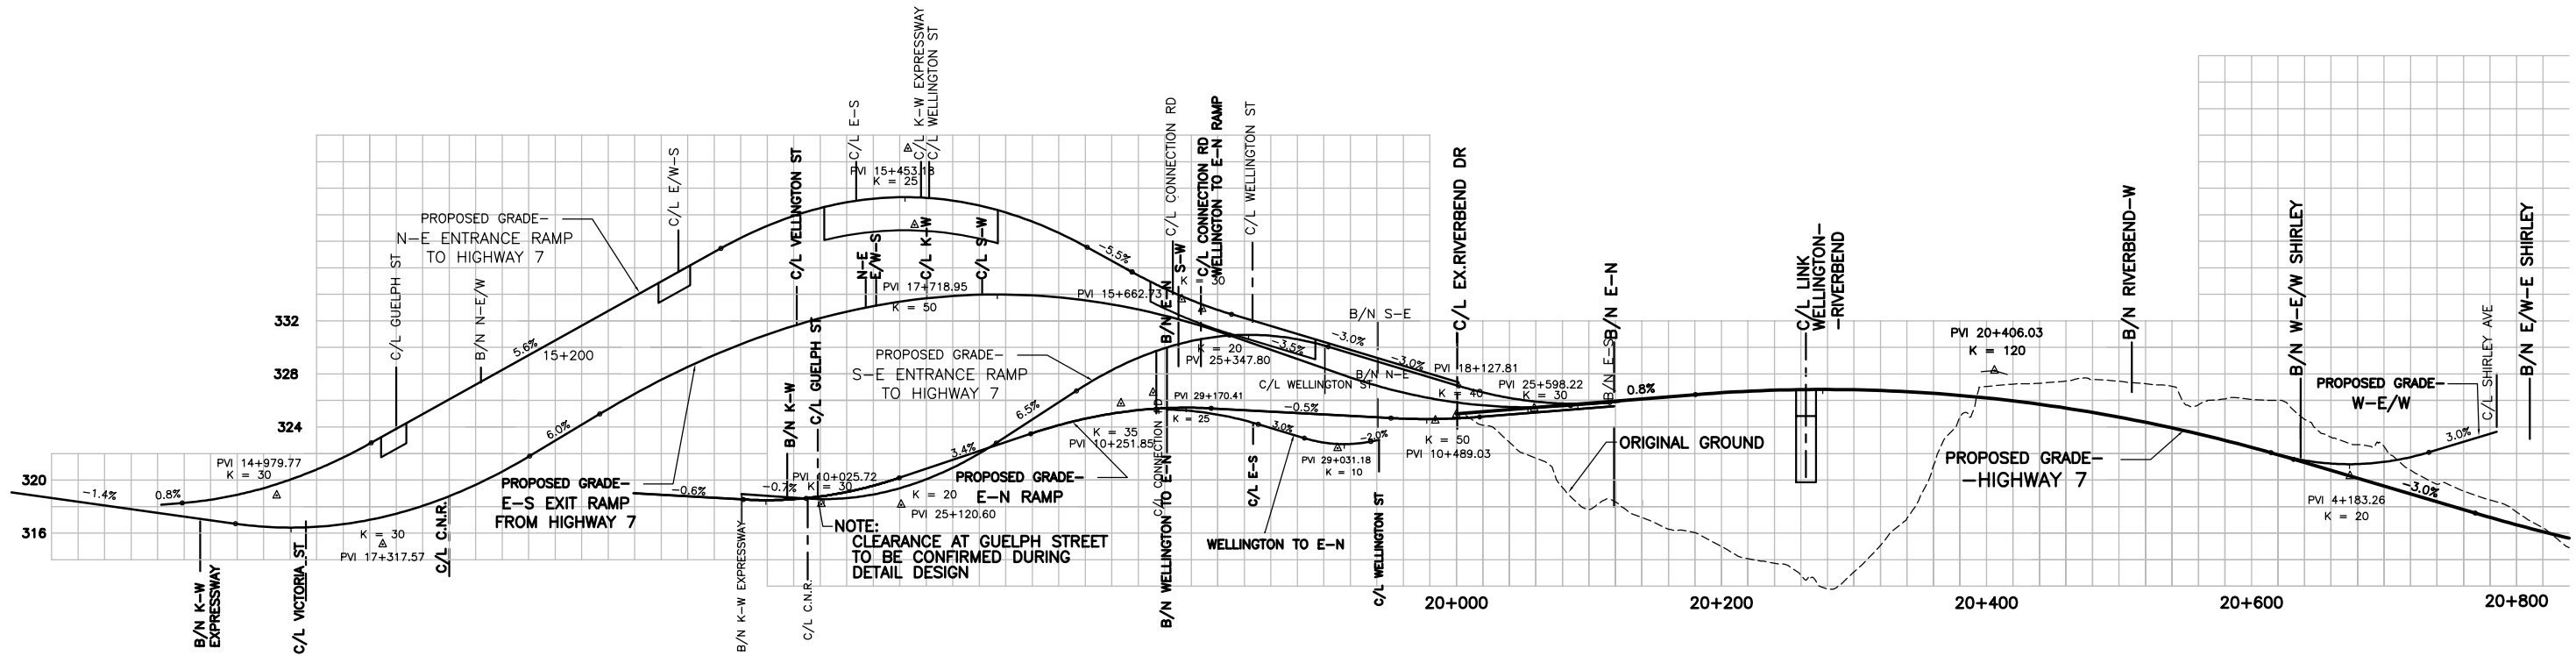 C/L GUELPH ST
B/N N-E/W
C/L E/W-S
C/L VELLINGTON ST
C/L E-S
C/L K-W EXPRESSWAY
C/L WELLINGTON ST
N-E
E/W-S
C/L K-W
C/L S-W
C/L CONNECTION RD
S-W
C/L CONNECTION RD
WELLINGTON TO E-N RAMP
C/L WELLINGTON ST
B/N E-N
B/N S-E
B/N N-E
C/L EX.RIVERBEND DR
B/N E-N
B/N E-S
C/L LINK
WELLINGTON-
-RIVERBEND
B/N RIVERBEND-W
B/N W-E/W SHIRLEY
C/L SHIRLEY AVE
B/N E/W-E SHIRLEY
PVI 15+453.18
K = 25
PROPOSED GRADE-
N-E ENTRANCE RAMP
TO HIGHWAY 7
PVI 17+718.95
K = 50
PVI 15+662.73
K = 30
-5.5%
332
328
324
320
316
5.6%
15+200
6.0%
PROPOSED GRADE-
S-E ENTRANCE RAMP
TO HIGHWAY 7
K = 20
PVI 25+347.80
-3.5%
-3.0%
-3.0%
PVI 18+127.81
K = 40
PVI 25+598.22
K = 30
0.8%
PVI 20+406.03
K = 120
C/L WELLINGTON ST
PVI 29+170.41
K = 25
-0.5%
6.5%
3.4%
K = 35
PVI 10+251.85
3.0%
-2.0%
PVI 29+031.18
K = 10
K = 50
PVI 10+489.03
ORIGINAL GROUND
PROPOSED GRADE-
W-E/W
3.0%
PROPOSED GRADE-
-HIGHWAY 7
PVI 4+183.26
K = 20
-3.0%
PVI 14+979.77
K = 30
-1.4%
0.8%
K = 30
PVI 17+317.57
PROPOSED GRADE-
E-S EXIT RAMP
FROM HIGHWAY 7
-0.6%
-0.7%
PVI 10+025.72
K = 30
K = 20
PVI 25+120.60
PROPOSED GRADE-
E-N RAMP
B/N K-W
C/L GUELPH ST
NOTE:
CLEARANCE AT GUELPH STREET
TO BE CONFIRMED DURING
DETAIL DESIGN
WELLINGTON TO E-N
B/N K-W
EXPRESSWAY
C/L VICTORIA ST
C/L C.N.R.
B/N K-W EXPRESSWAY
C/L C.N.R.
C/L CONNECTION RD
B/N WELLINGTON TO E-N
C/L E-S
C/L WELLINGTON ST
20+000
20+200
20+400
20+600
20+800